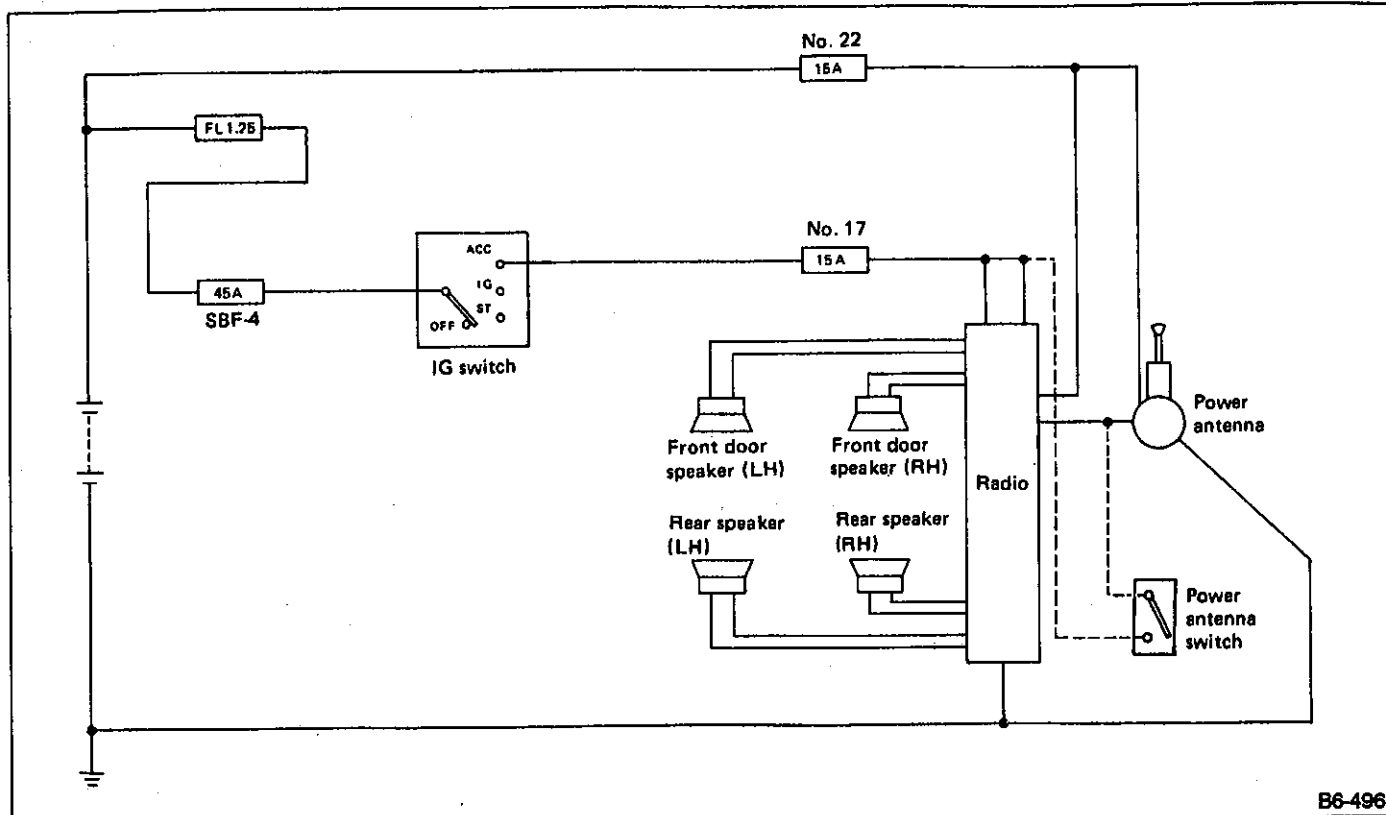 No. 22
15A
FL 1.25
No. 17
15A
45A
SBF-4
ACC
IG
ST
OFF
IG switch
Front door
speaker (LH)
Front door
speaker (RH)
Radio
Power
antenna
Rear speaker
(LH)
Rear speaker
(RH)
Power
antenna
switch
B6-496